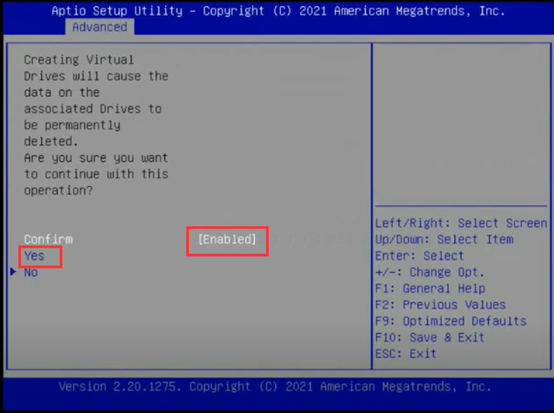 Aptio Setup Utility – Copyright (C) 2021 American Megatrends, Inc.
Advanced
Creating Virtual
Drives will cause the
data on the
associated Drives to
be permanently
deleted.
Are you sure you want
to continue with this
operation?
Confirm [Enabled]
Yes
No
Left/Right: Select Screen
Up/Down: Select Item
Enter: Select
+/-: Change Opt.
F1: General Help
F2: Previous Values
F9: Optimized Defaults
F10: Save & Exit
ESC: Exit
Version 2.20.1275. Copyright (C) 2021 American Megatrends, Inc.